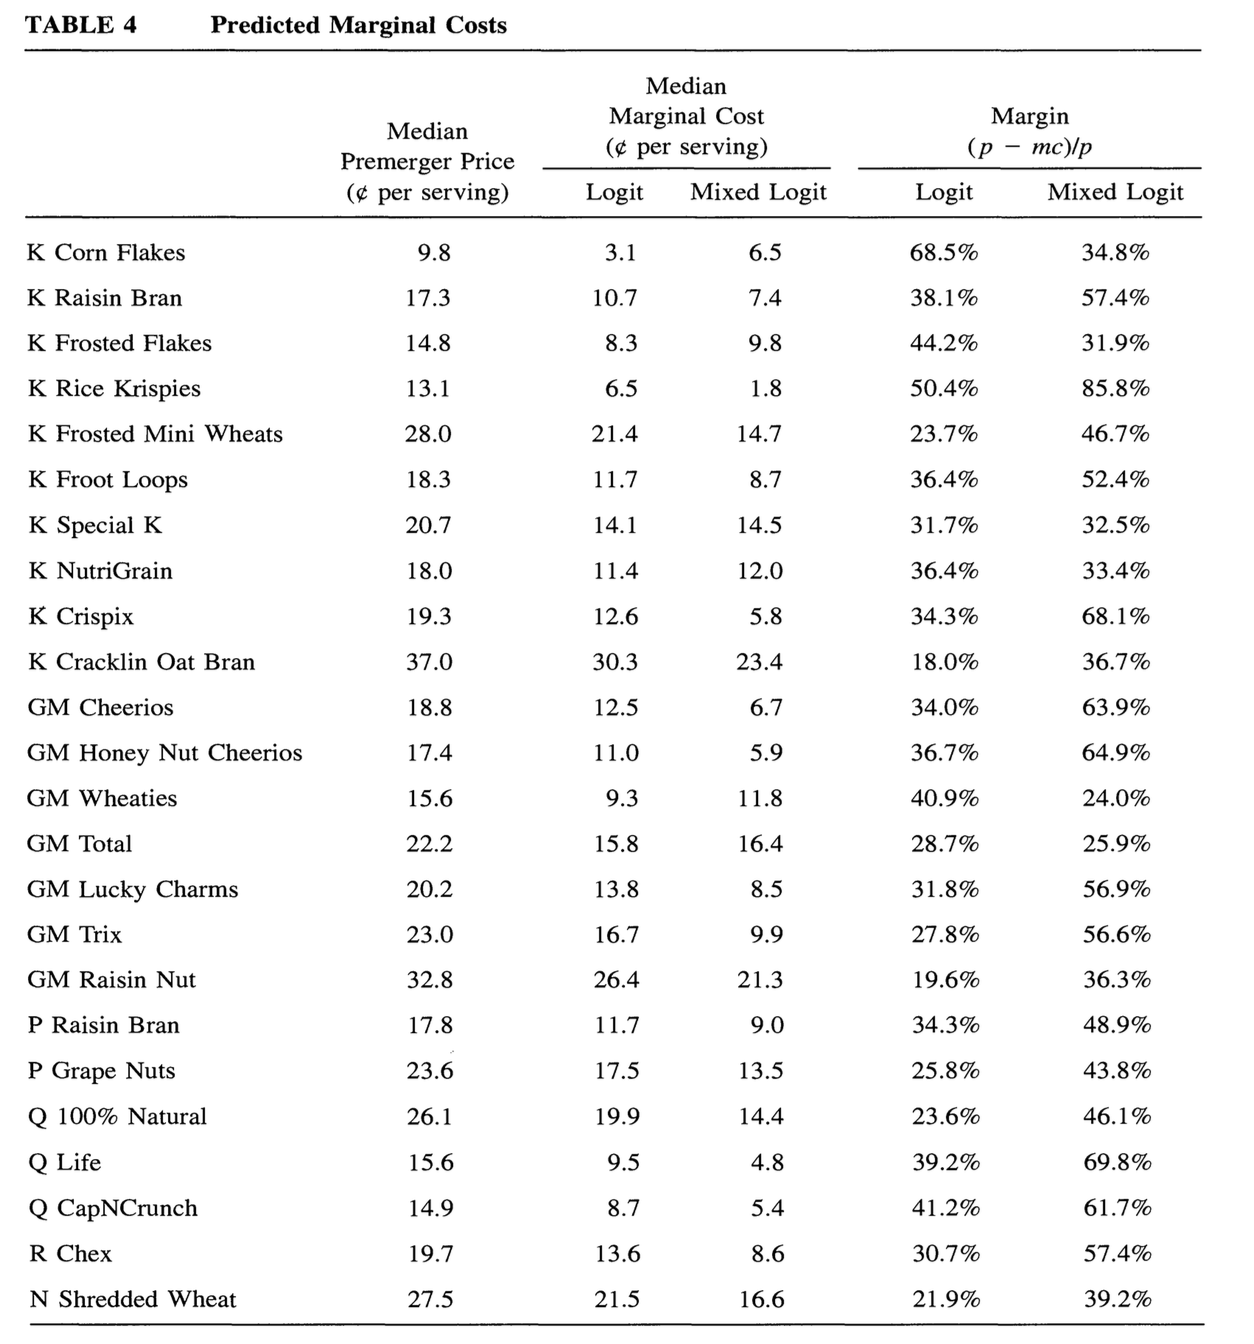 TABLE 4 Predicted Marginal Costs
Median
Marginal Cost
(¢ per serving)
Margin
(p − mc)/p
Median
Premerger Price
(¢ per serving)
Logit Mixed Logit Logit Mixed Logit
K Corn Flakes 9.8 3.1 6.5 68.5% 34.8%
K Raisin Bran 17.3 10.7 7.4 38.1% 57.4%
K Frosted Flakes 14.8 8.3 9.8 44.2% 31.9%
K Rice Krispies 13.1 6.5 1.8 50.4% 85.8%
K Frosted Mini Wheats 28.0 21.4 14.7 23.7% 46.7%
K Froot Loops 18.3 11.7 8.7 36.4% 52.4%
K Special K 20.7 14.1 14.5 31.7% 32.5%
K NutriGrain 18.0 11.4 12.0 36.4% 33.4%
K Crispix 19.3 12.6 5.8 34.3% 68.1%
K Cracklin Oat Bran 37.0 30.3 23.4 18.0% 36.7%
GM Cheerios 18.8 12.5 6.7 34.0% 63.9%
GM Honey Nut Cheerios 17.4 11.0 5.9 36.7% 64.9%
GM Wheaties 15.6 9.3 11.8 40.9% 24.0%
GM Total 22.2 15.8 16.4 28.7% 25.9%
GM Lucky Charms 20.2 13.8 8.5 31.8% 56.9%
GM Trix 23.0 16.7 9.9 27.8% 56.6%
GM Raisin Nut 32.8 26.4 21.3 19.6% 36.3%
P Raisin Bran 17.8 11.7 9.0 34.3% 48.9%
P Grape Nuts 23.6 17.5 13.5 25.8% 43.8%
Q 100% Natural 26.1 19.9 14.4 23.6% 46.1%
Q Life 15.6 9.5 4.8 39.2% 69.8%
Q CapNCrunch 14.9 8.7 5.4 41.2% 61.7%
R Chex 19.7 13.6 8.6 30.7% 57.4%
N Shredded Wheat 27.5 21.5 16.6 21.9% 39.2%